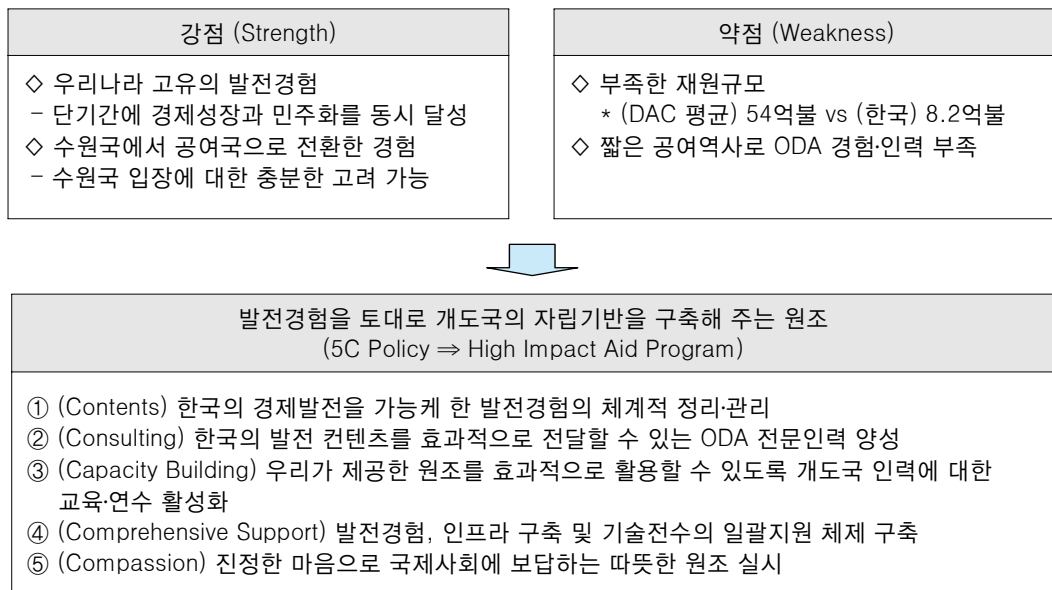 강점 (Strength)
◇ 우리나라 고유의 발전경험
- 단기간에 경제성장과 민주화를 동시 달성
◇ 수원국에서 공여국으로 전환한 경험
- 수원국 입장에 대한 충분한 고려 가능
약점 (Weakness)
◇ 부족한 재원규모
* (DAC 평균) 54억불 vs (한국) 8.2억불
◇ 짧은 공여역사로 ODA 경험·인력 부족
발전경험을 토대로 개도국의 자립기반을 구축해 주는 원조
(5C Policy ⇒ High Impact Aid Program)
① (Contents) 한국의 경제발전을 가능케 한 발전경험의 체계적 정리·관리
② (Consulting) 한국의 발전 컨텐츠를 효과적으로 전달할 수 있는 ODA 전문인력 양성
③ (Capacity Building) 우리가 제공한 원조를 효과적으로 활용할 수 있도록 개도국 인력에 대한
교육·연수 활성화
④ (Comprehensive Support) 발전경험, 인프라 구축 및 기술전수의 일괄지원 체제 구축
⑤ (Compassion) 진정한 마음으로 국제사회에 보답하는 따뜻한 원조 실시